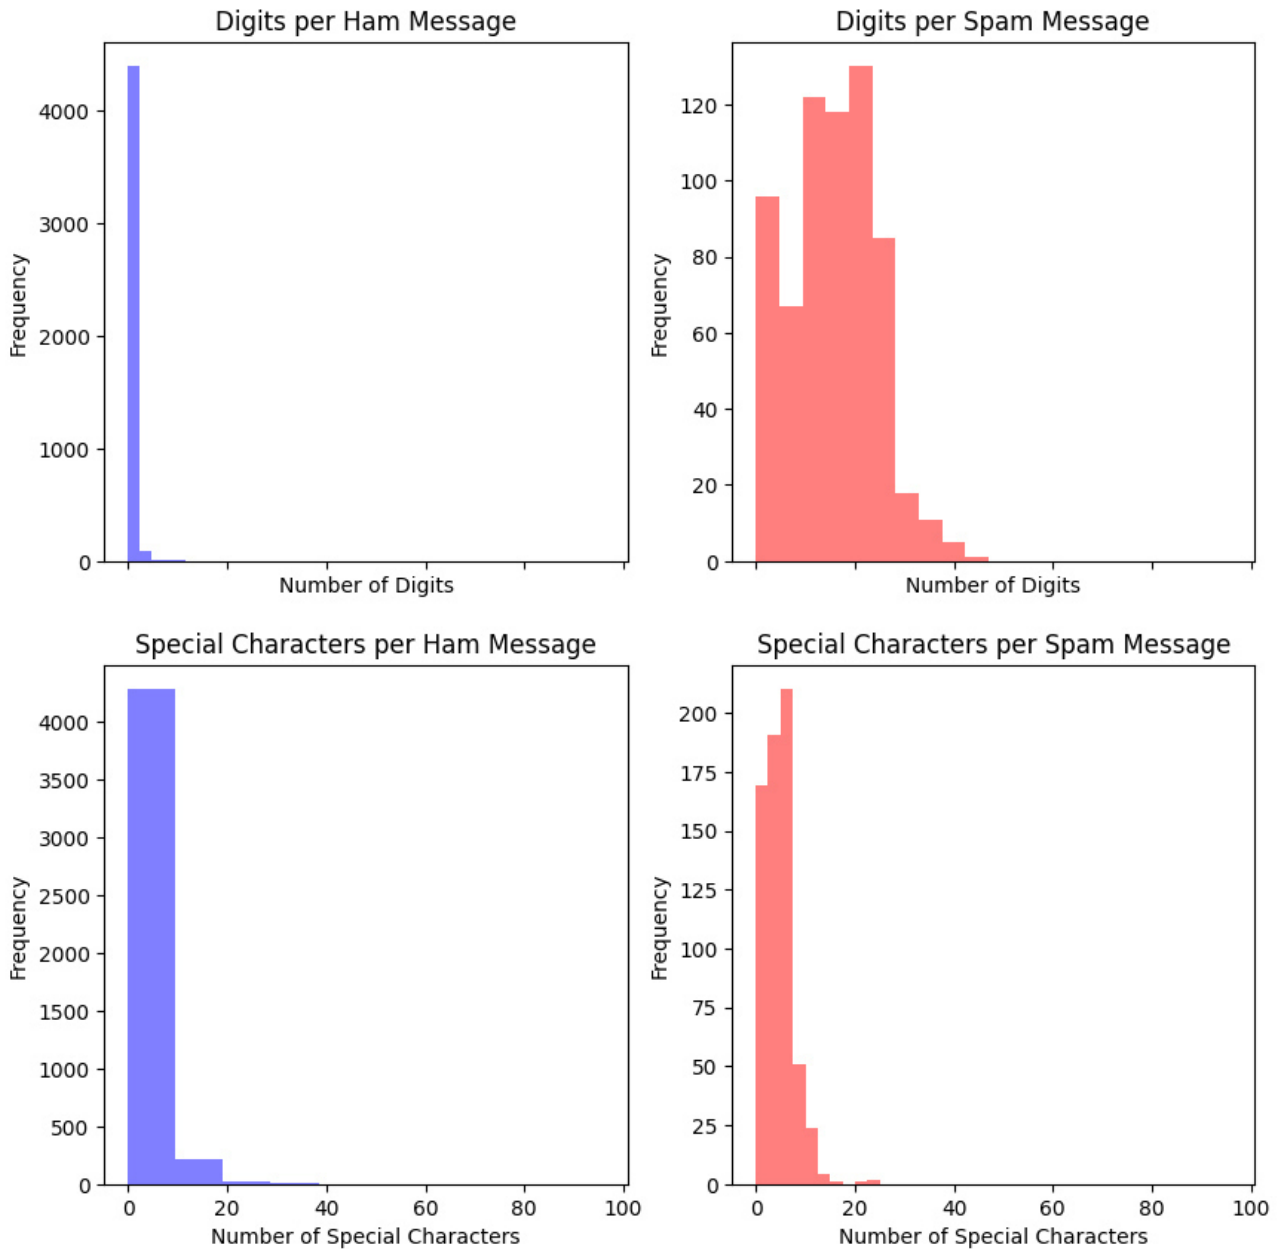 Digits per Ham Message
Frequency
4000
3000
2000
1000
0
Number of Digits
Digits per Spam Message
Frequency
120
100
80
60
40
20
0
Number of Digits
Special Characters per Ham Message
Frequency
4000
3500
3000
2500
2000
1500
1000
500
0
0 20 40 60 80 100
Number of Special Characters
Special Characters per Spam Message
Frequency
200
175
150
125
100
75
50
25
0
0 20 40 60 80 100
Number of Special Characters